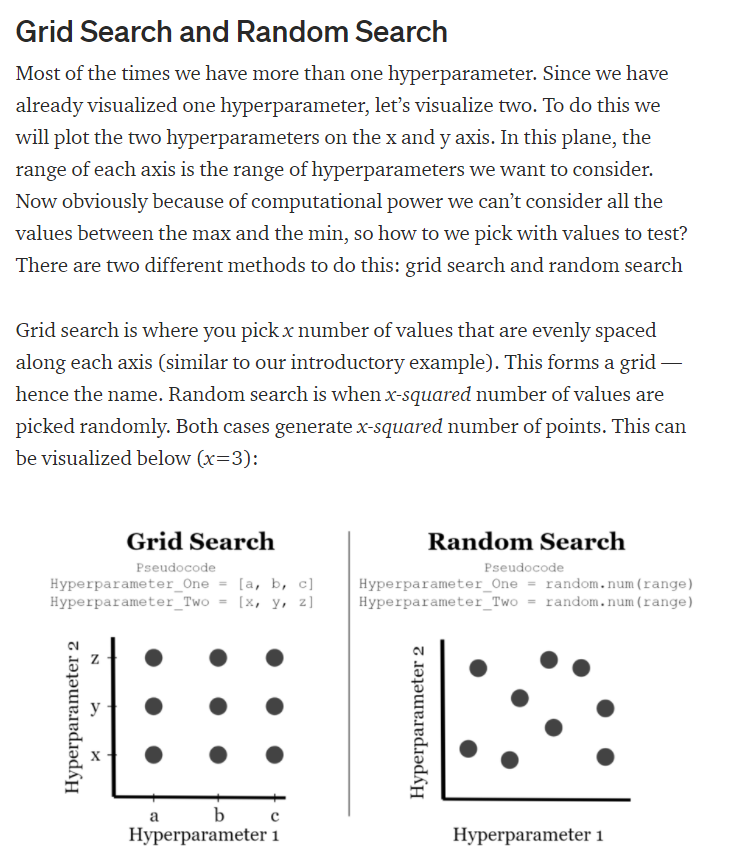 Grid Search and Random Search
Most of the times we have more than one hyperparameter. Since we have
already visualized one hyperparameter, let’s visualize two. To do this we
will plot the two hyperparameters on the x and y axis. In this plane, the
range of each axis is the range of hyperparameters we want to consider.
Now obviously because of computational power we can’t consider all the
values between the max and the min, so how to we pick with values to test?
There are two different methods to do this: grid search and random search
Grid search is where you pick x number of values that are evenly spaced
along each axis (similar to our introductory example). This forms a grid —
hence the name. Random search is when x-squared number of values are
picked randomly. Both cases generate x-squared number of points. This can
be visualized below (x=3):
Grid Search
Pseudocode
Hyperparameter_One = [a, b, c]
Hyperparameter_Two = [x, y, z]
Hyperparameter 2
z
y
x
a b c
Hyperparameter 1
Random Search
Pseudocode
Hyperparameter_One = random.num(range)
Hyperparameter_Two = random.num(range)
Hyperparameter 2
Hyperparameter 1